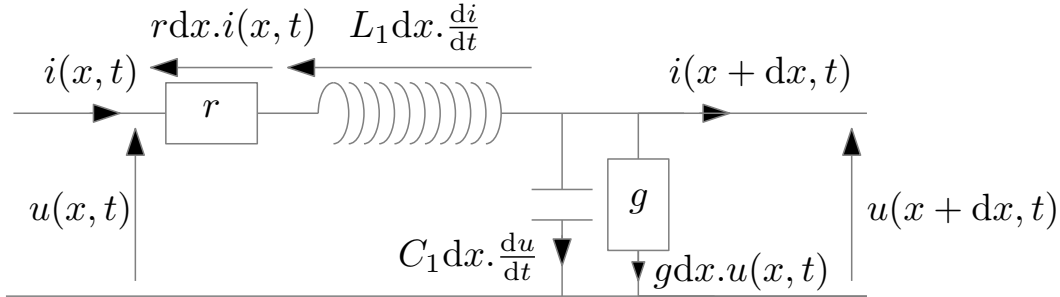 rdx.i(x, t)
L₁dx.di/dt
i(x, t)
i(x + dx, t)
r
u(x, t)
g
u(x + dx, t)
C₁dx.du/dt
gdx.u(x, t)